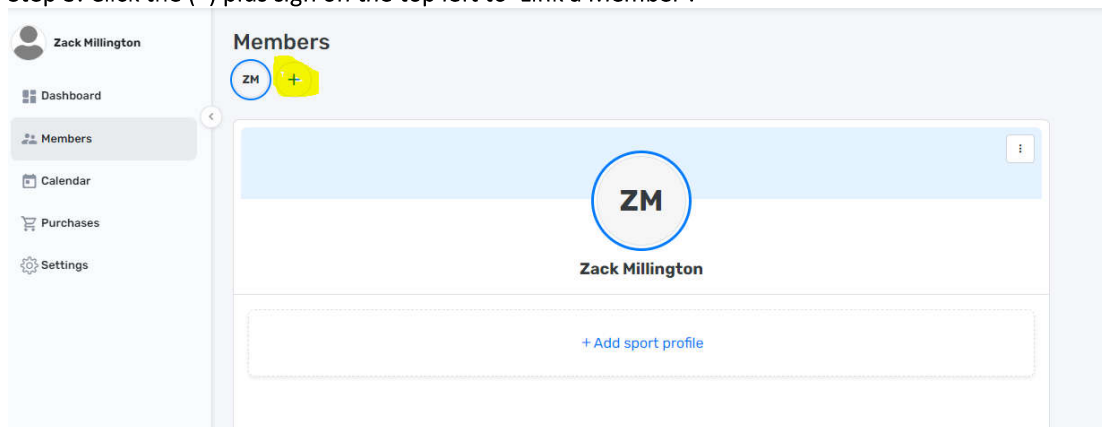 Zack Millington
Members
ZM +
Dashboard
Members
Calendar
Purchases
Settings
ZM
Zack Millington
+ Add sport profile